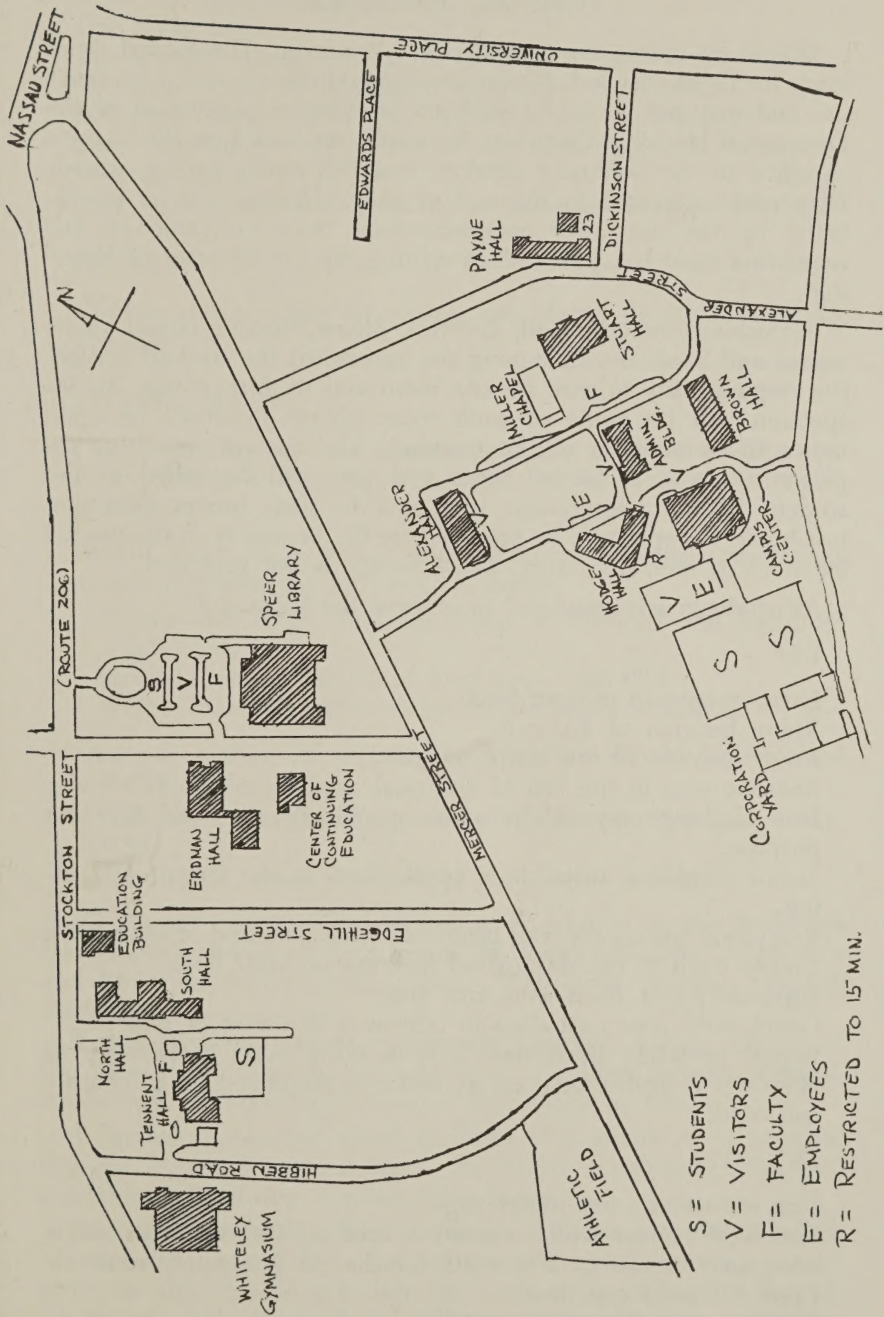 NASSAU STREET
UNIVERSITY PLACE
EDWARDS PLACE
DICKINSON STREET
N
PAYNE
HALL
23
STREET
ALEXANDER
STUART
HALL
MILLER
CHAPEL
F
ADMIN.
BLDG.
V
BROWN
HALL
E
V
ALEXANDER
HALL
V
HODGE
HALL
R
CAMPUS
CENTER
V
E
S
S
CORPORATION
YARD
(ROUTE 206)
SPEER
LIBRARY
S
V
F
MERCER STREET
STOCKTON STREET
ERDMAN
HALL
CENTER OF
CONTINUING
EDUCATION
EDUCATION
BUILDING
EDGEHILL STREET
SOUTH
HALL
NORTH
HALL
F
S
TENNENT
HALL
HIBBEN ROAD
WHITELEY
GYMNASIUM
ATHLETIC
FIELD
S = STUDENTS
V = VISITORS
F = FACULTY
E = EMPLOYEES
R = RESTRICTED TO 15 MIN.